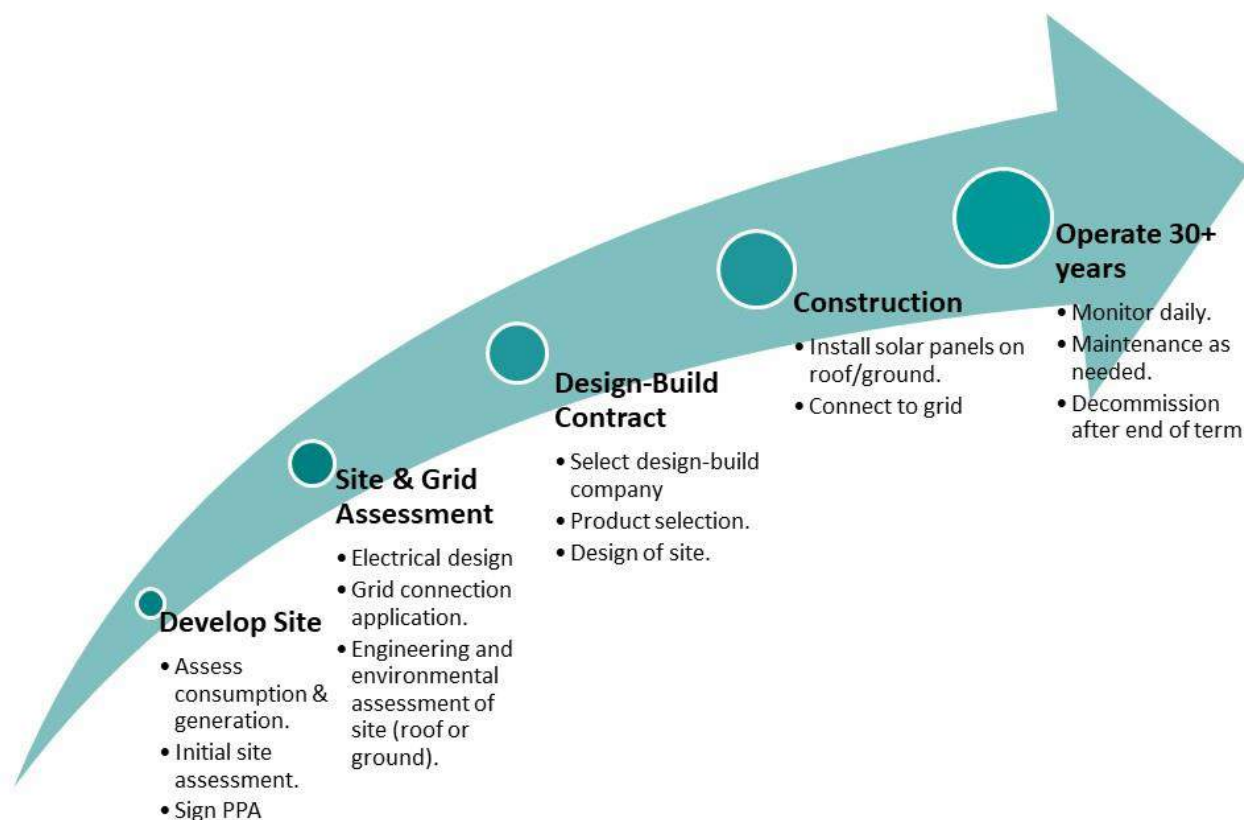 Develop Site
• Assess
consumption &
generation.
• Initial site
assessment.
• Sign PPA
Site & Grid
Assessment
• Electrical design
• Grid connection
application.
• Engineering and
environmental
assessment of
site (roof or
ground).
Design-Build
Contract
• Select design-build
company
• Product selection.
• Design of site.
Construction
• Install solar panels on
roof/ground.
• Connect to grid
Operate 30+
years
• Monitor daily.
• Maintenance as
needed.
• Decommission
after end of term